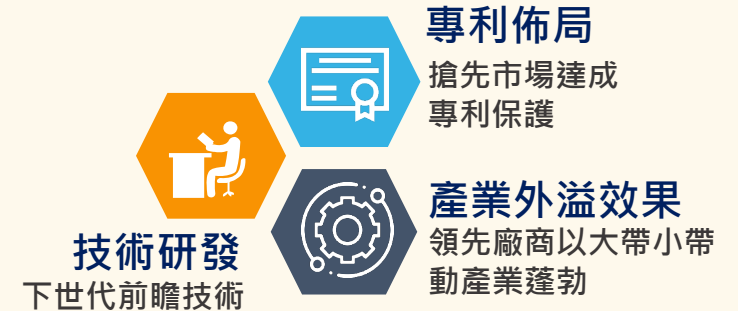 專利佈局
搶先市場達成
專利保護
產業外溢效果
領先廠商以大帶小帶
動產業蓬勃
技術研發
下世代前瞻技術